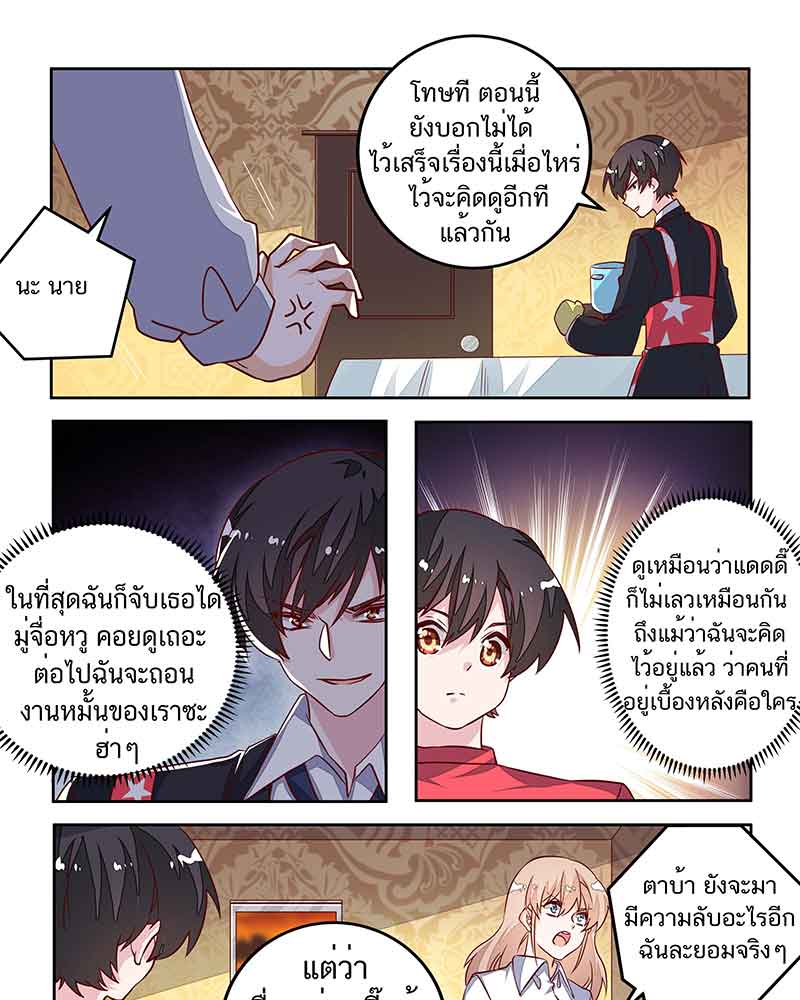 โทษที ตอนนี้
ยังบอกไม่ได้
ไว้เสร็จเรื่องนี้เมื่อไหร่
ไว้จะคิดดูอีกที
แล้วกัน
นะ นาย
ในที่สุดฉันก็จับเธอได้
มู่จื่อหวู คอยดูเถอะ
ต่อไปฉันจะถอน
งานหมั้นของเราซะ
ฮ่าๆ
ดูเหมือนว่าแดดดี้
ก็ไม่เลวเหมือนกัน
ถึงแม้ว่าฉันจะคิด
ไว้อยู่แล้ว ว่าคนที่
อยู่เบื้องหลังคือใคร
ตาบ้า ยังจะมา
มีความลับอะไรอีก
ฉันละยอมจริงๆ
แต่ว่า